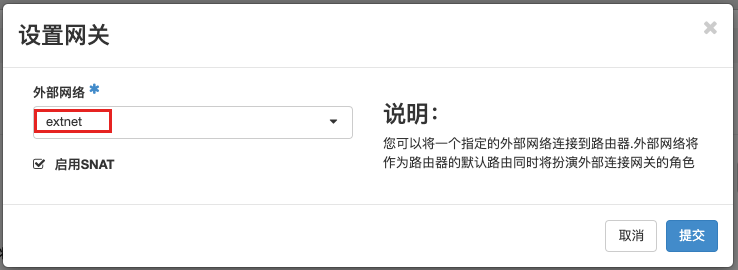 设置网关
×
外部网络 *
extnet
启用SNAT
说明：
您可以将一个指定的外部网络连接到路由器.外部网络将
作为路由器的默认路由同时将扮演外部连接网关的角色
取消
提交